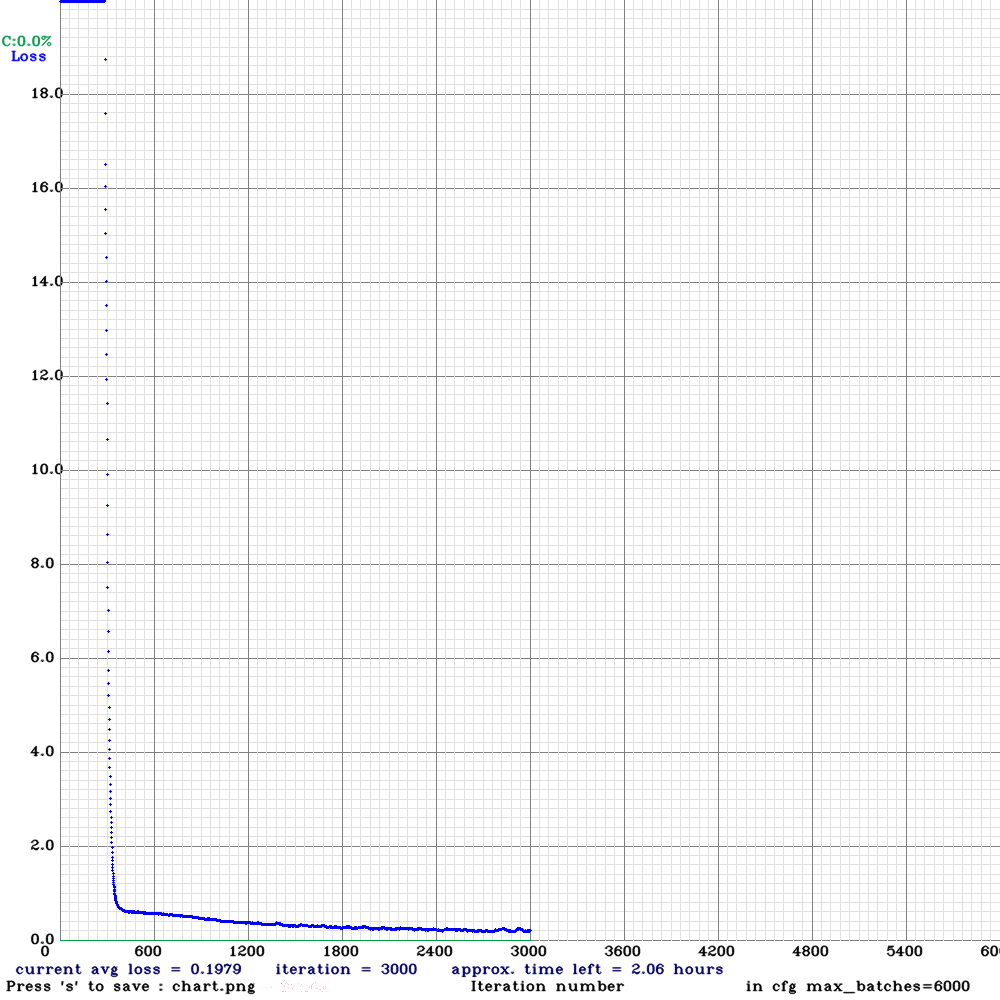 C:0.0%
Loss
18.0
16.0
14.0
12.0
10.0
8.0
6.0
4.0
2.0
0.0
0 600 1200 1800 2400 3000 3600 4200 4800 5400 600
current avg loss = 0.1979 iteration = 3000 approx. time left = 2.06 hours
Press 's' to save : chart.png Iteration number in cfg max_batches=6000